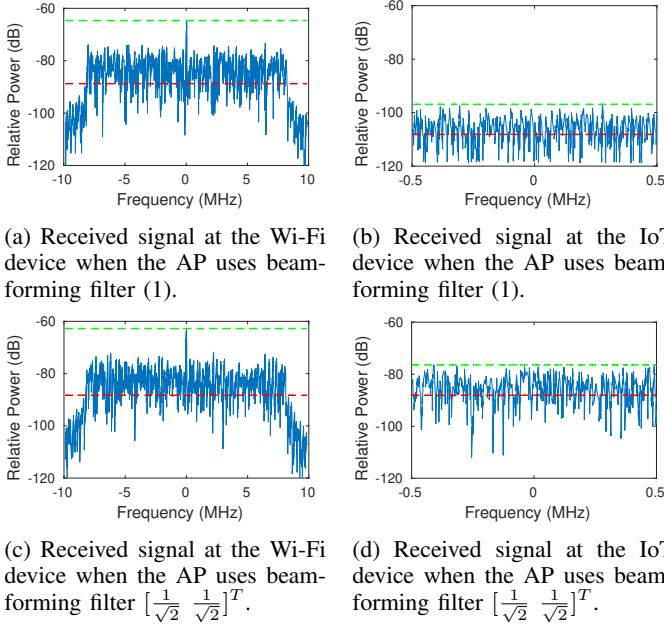 -60
-80
-100
-120
Relative Power (dB)
-10 -5 0 5 10
Frequency (MHz)
-60
-80
-100
-120
Relative Power (dB)
-0.5 0 0.5
Frequency (MHz)
(a) Received signal at the Wi-Fi
device when the AP uses beam-
forming filter (1).
(b) Received signal at the IoT
device when the AP uses beam-
forming filter (1).
-60
-80
-100
-120
Relative Power (dB)
-10 -5 0 5 10
Frequency (MHz)
-60
-80
-100
-120
Relative Power (dB)
-0.5 0 0.5
Frequency (MHz)
(c) Received signal at the Wi-Fi
device when the AP uses beam-
forming filter [1/√2 1/√2]^T.
(d) Received signal at the IoT
device when the AP uses beam-
forming filter [1/√2 1/√2]^T.